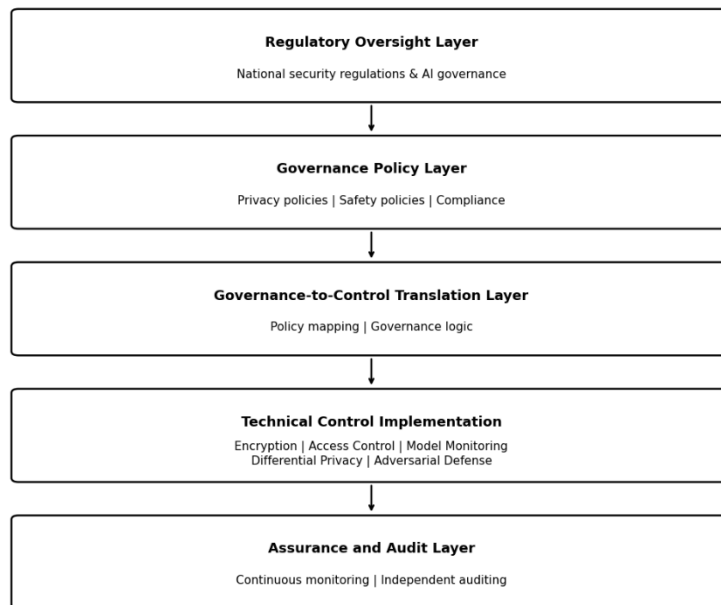 Regulatory Oversight Layer
National security regulations & AI governance
Governance Policy Layer
Privacy policies | Safety policies | Compliance
Governance-to-Control Translation Layer
Policy mapping | Governance logic
Technical Control Implementation
Encryption | Access Control | Model Monitoring
Differential Privacy | Adversarial Defense
Assurance and Audit Layer
Continuous monitoring | Independent auditing